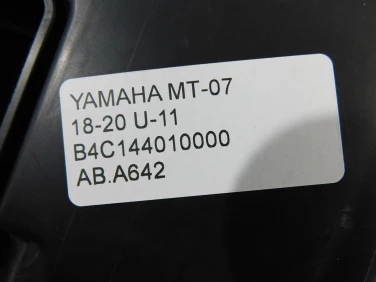 YAMAHA MT-07
18-20 U-11
B4C144010000
AB.A642